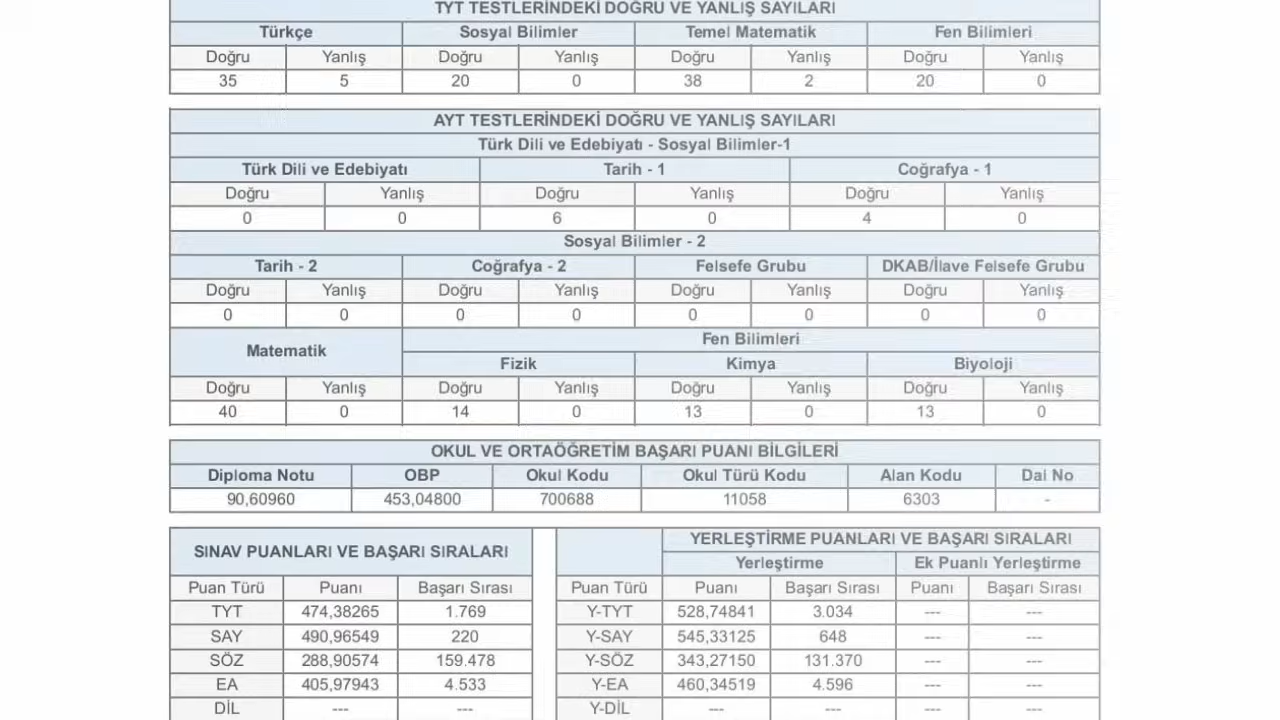 TYT TESTLERİNDEKİ DOĞRU VE YANLIŞ SAYILARI
Türkçe Sosyal Bilimler Temel Matematik Fen Bilimleri
Doğru Yanlış Doğru Yanlış Doğru Yanlış Doğru Yanlış
35 5 20 0 38 2 20 0
AYT TESTLERİNDEKİ DOĞRU VE YANLIŞ SAYILARI
Türk Dili ve Edebiyatı - Sosyal Bilimler-1
Türk Dili ve Edebiyatı Tarih - 1 Coğrafya - 1
Doğru Yanlış Doğru Yanlış Doğru Yanlış
0 0 6 0 4 0
Sosyal Bilimler - 2
Tarih - 2 Coğrafya - 2 Felsefe Grubu DKAB/İlave Felsefe Grubu
Doğru Yanlış Doğru Yanlış Doğru Yanlış Doğru Yanlış
0 0 0 0 0 0 0 0
Matematik Fen Bilimleri
Fizik Kimya Biyoloji
Doğru Yanlış Doğru Yanlış Doğru Yanlış Doğru Yanlış
40 0 14 0 13 0 13 0
OKUL VE ORTAÖĞRETİM BAŞARI PUANI BİLGİLERİ
Diploma Notu OBP Okul Kodu Okul Türü Kodu Alan Kodu Dal No
90,60960 453,04800 700688 11058 6303 -
SINAV PUANLARI VE BAŞARI SIRALARI
Puan Türü Puanı Başarı Sırası
TYT 474,38265 1.769
SAY 490,96549 220
SÖZ 288,90574 159.478
EA 405,97943 4.533
DİL --- ---
YERLEŞTİRME PUANLARI VE BAŞARI SIRALARI
Yerleştirme Ek Puanlı Yerleştirme
Puan Türü Puanı Başarı Sırası Puanı Başarı Sırası
Y-TYT 528,74841 3.034 --- ---
Y-SAY 545,33125 648 --- ---
Y-SÖZ 343,27150 131.370 --- ---
Y-EA 460,34519 4.596 --- ---
Y-DİL --- --- --- ---